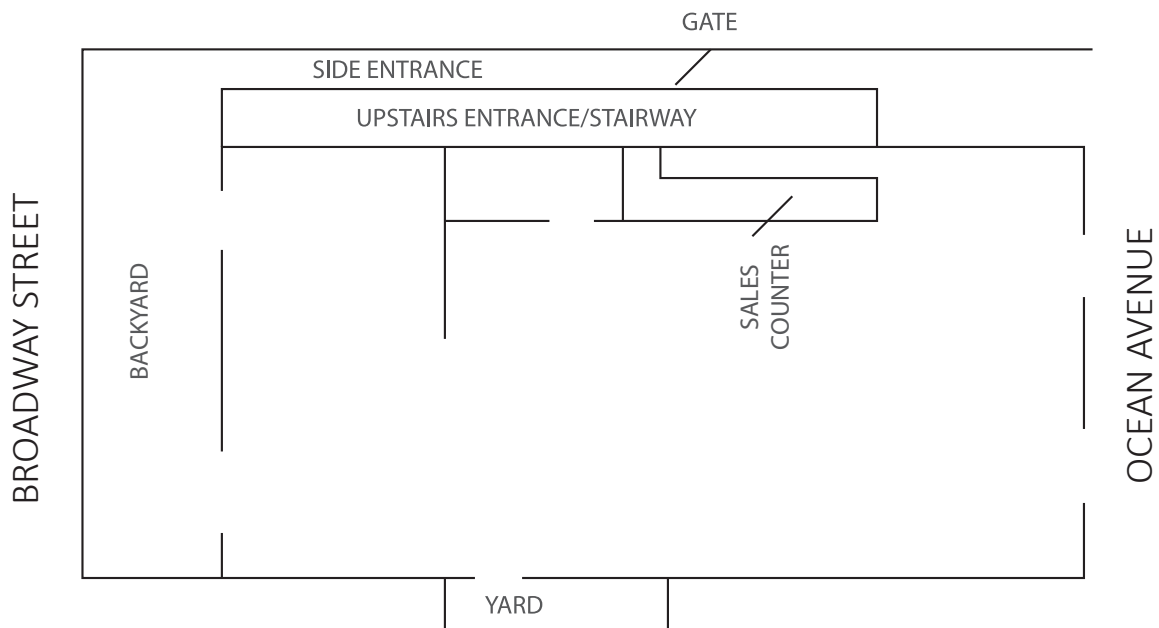 GATE
SIDE ENTRANCE
UPSTAIRS ENTRANCE/STAIRWAY
BROADWAY STREET
BACKYARD
SALES
COUNTER
OCEAN AVENUE
YARD